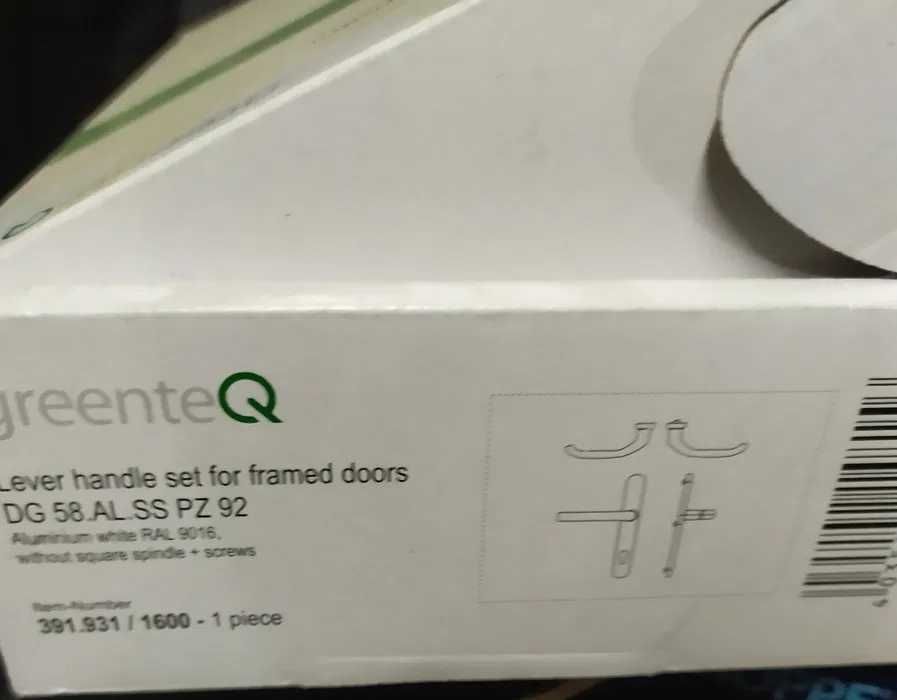 greenteQ
Lever handle set for framed doors
DG 58.AL.SS PZ 92
Aluminium white RAL 9016,
without square spindle + screws
Item-Number
391.931 / 1600 - 1 piece